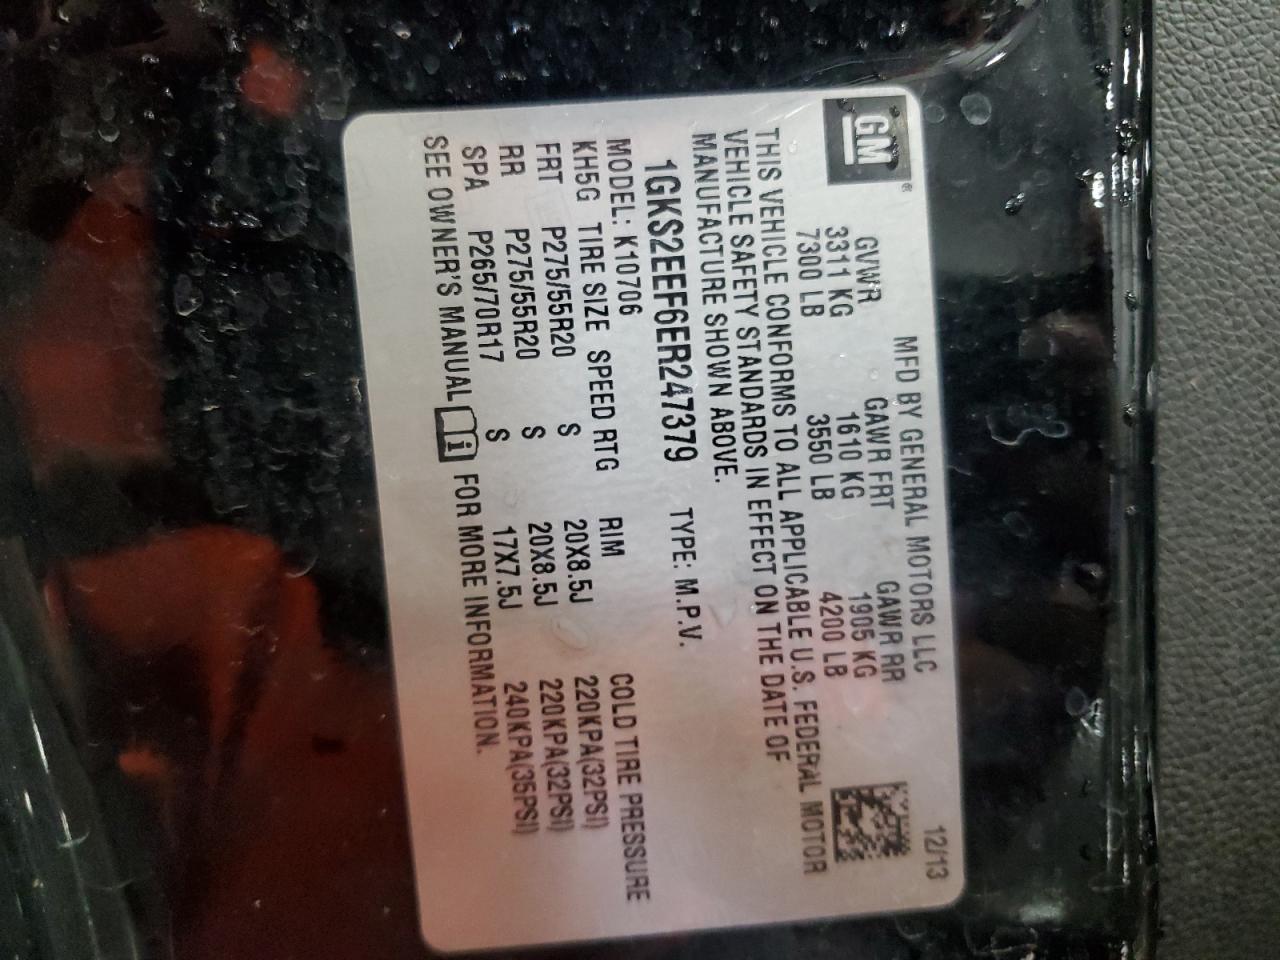 GM®
MFD BY GENERAL MOTORS LLC 12/13
GVWR GAWR FRT GAWR RR
3311 KG 1610 KG 1905 KG
7300 LB 3550 LB 4200 LB
THIS VEHICLE CONFORMS TO ALL APPLICABLE U.S. FEDERAL MOTOR
VEHICLE SAFETY STANDARDS IN EFFECT ON THE DATE OF
MANUFACTURE SHOWN ABOVE.
1GKS2EEF6ER247379 TYPE: M.P.V.
MODEL: K10706
KH5G TIRE SIZE SPEED RTG RIM COLD TIRE PRESSURE
FRT P275/55R20 S 20X8.5J 220KPA(32PSI)
RR P275/55R20 S 20X8.5J 220KPA(32PSI)
SPA P265/70R17 S 17X7.5J 240KPA(35PSI)
SEE OWNER'S MANUAL i FOR MORE INFORMATION.